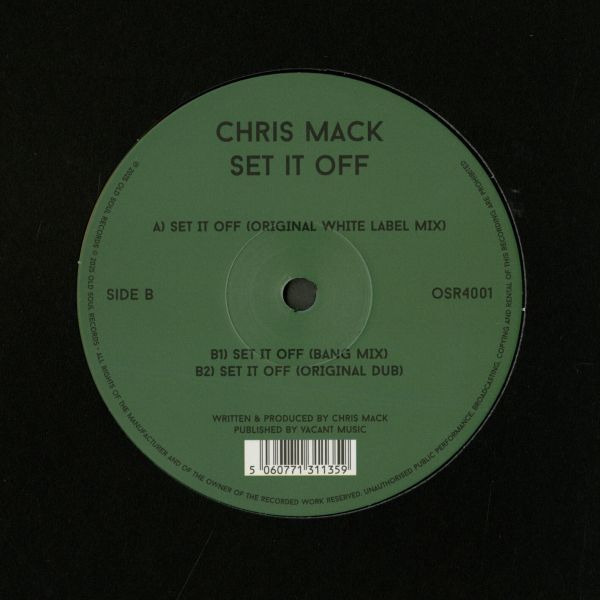 CHRIS MACK
SET IT OFF
A) SET IT OFF (ORIGINAL WHITE LABEL MIX)
SIDE B
OSR4001
B1) SET IT OFF (BANG MIX)
B2) SET IT OFF (ORIGINAL DUB)
WRITTEN & PRODUCED BY CHRIS MACK
PUBLISHED BY VACANT MUSIC
5 060771 311359
℗ 2025 OLD SOUL RECORDS © 2025 OLD SOUL RECORDS • ALL RIGHTS OF THE MANUFACTURER AND OF THE OWNER OF THE RECORDED WORK RESERVED. UNAUTHORISED PUBLIC PERFORMANCE, BROADCASTING, COPYING AND RENTAL OF THIS RECORDING ARE PROHIBITED